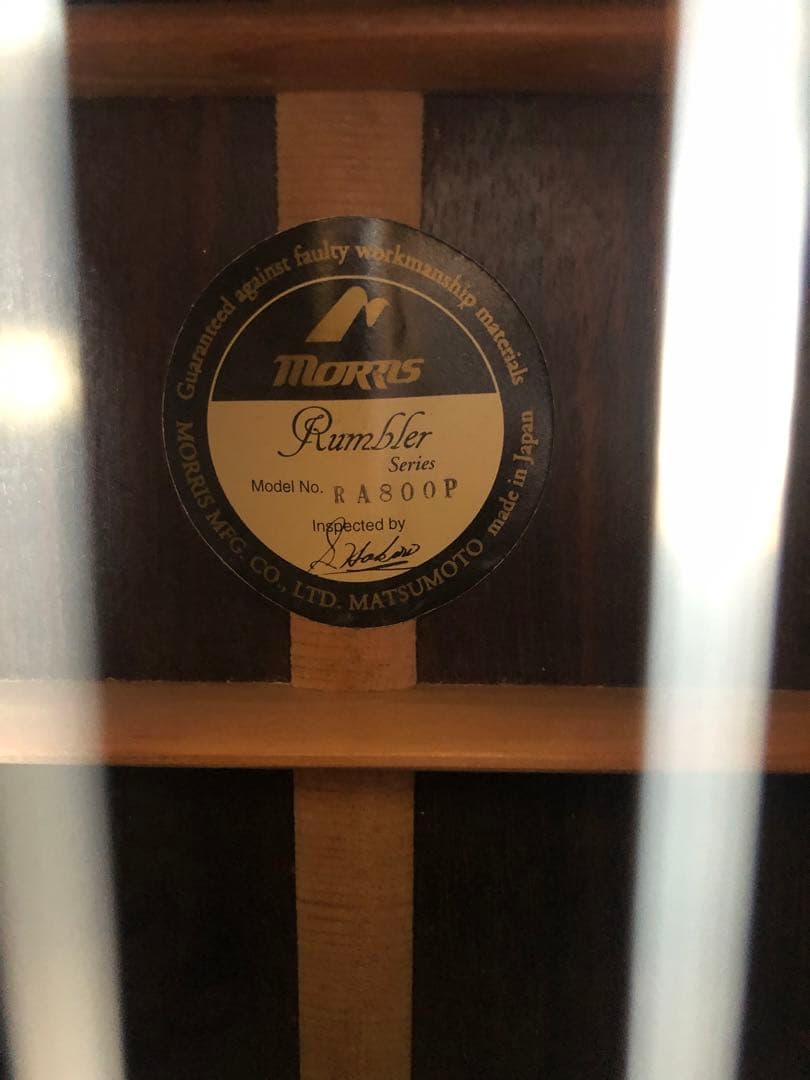 Guaranteed against faulty workmanship materials
MORRIS
Rumbler
Series
Model No. RA800P
Inspected by
MORRIS MFG. CO., LTD. MATSUMOTO made in Japan